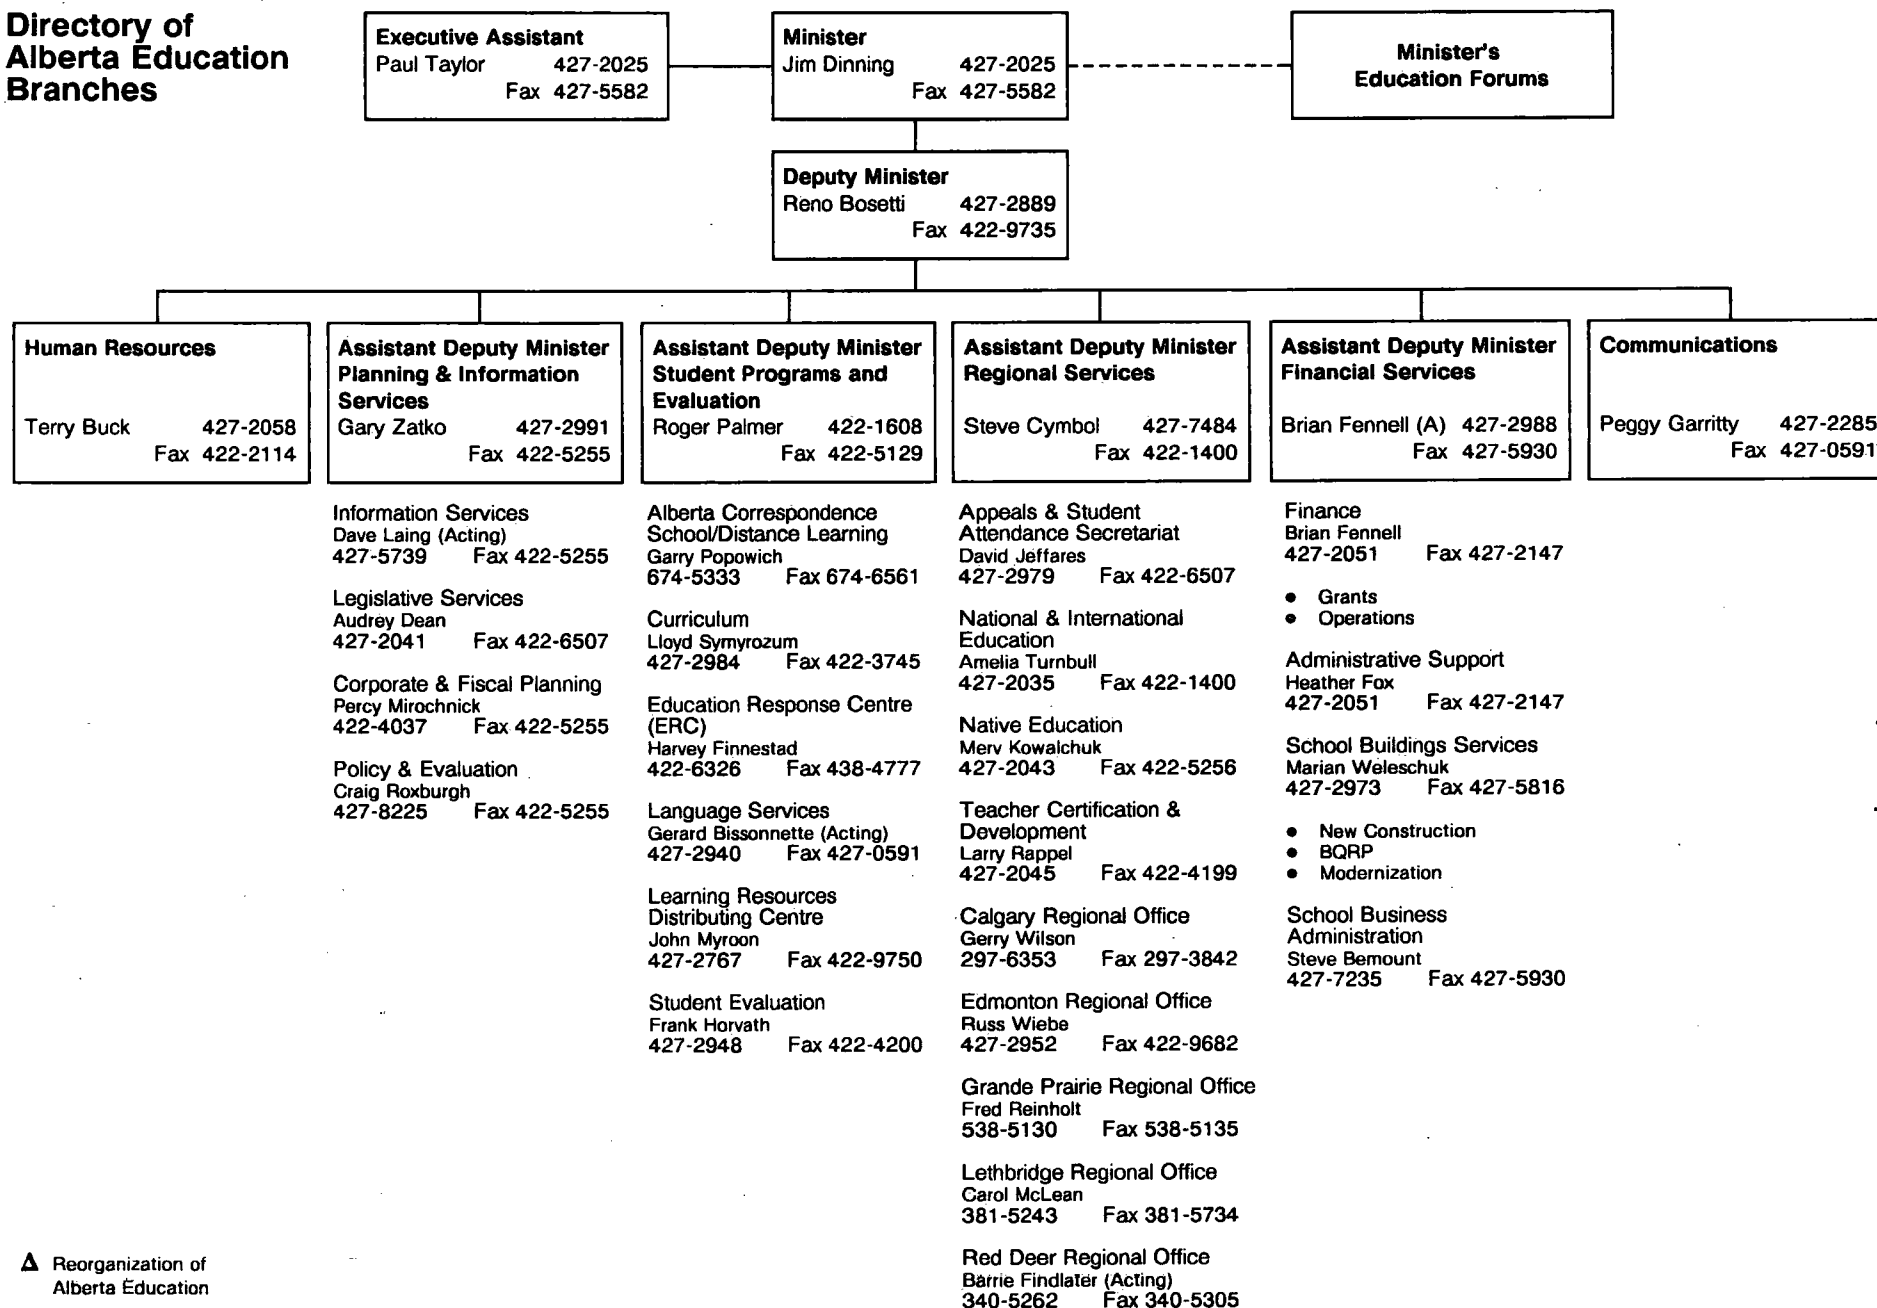 Directory of
Alberta Education
Branches
Executive Assistant
Paul Taylor 427-2025
Fax 427-5582
Minister
Jim Dinning 427-2025
Fax 427-5582
Minister's
Education Forums
Deputy Minister
Reno Bosetti 427-2889
Fax 422-9735
Human Resources
Terry Buck 427-2058
Fax 422-2114
Assistant Deputy Minister
Planning & Information
Services
Gary Zatko 427-2991
Fax 422-5255
Assistant Deputy Minister
Student Programs and
Evaluation
Roger Palmer 422-1608
Fax 422-5129
Assistant Deputy Minister
Regional Services
Steve Cymbol 427-7484
Fax 422-1400
Assistant Deputy Minister
Financial Services
Brian Fennell (A) 427-2988
Fax 427-5930
Communications
Peggy Garritty 427-2285
Fax 427-0591
Information Services
Dave Laing (Acting)
427-5739 Fax 422-5255
Legislative Services
Audrey Dean
427-2041 Fax 422-6507
Corporate & Fiscal Planning
Percy Mirochnick
422-4037 Fax 422-5255
Policy & Evaluation
Craig Roxburgh
427-8225 Fax 422-5255
Alberta Correspondence
School/Distance Learning
Garry Popowich
674-5333 Fax 674-6561
Curriculum
Lloyd Symyrozum
427-2984 Fax 422-3745
Education Response Centre
(ERC)
Harvey Finnestad
422-6326 Fax 438-4777
Language Services
Gerard Bissonnette (Acting)
427-2940 Fax 427-0591
Learning Resources
Distributing Centre
John Myroon
427-2767 Fax 422-9750
Student Evaluation
Frank Horvath
427-2948 Fax 422-4200
Appeals & Student
Attendance Secretariat
David Jeffares
427-2979 Fax 422-6507
National & International
Education
Amelia Turnbull
427-2035 Fax 422-1400
Native Education
Merv Kowalchuk
427-2043 Fax 422-5256
Teacher Certification &
Development
Larry Rappel
427-2045 Fax 422-4199
Calgary Regional Office
Gerry Wilson
297-6353 Fax 297-3842
Edmonton Regional Office
Russ Wiebe
427-2952 Fax 422-9682
Grande Prairie Regional Office
Fred Reinholt
538-5130 Fax 538-5135
Lethbridge Regional Office
Carol McLean
381-5243 Fax 381-5734
Red Deer Regional Office
Barrie Findlater (Acting)
340-5262 Fax 340-5305
Finance
Brian Fennell
427-2051 Fax 427-2147
• Grants
• Operations
Administrative Support
Heather Fox
427-2051 Fax 427-2147
School Buildings Services
Marian Weleschuk
427-2973 Fax 427-5816
• New Construction
• BQRP
• Modernization
School Business
Administration
Steve Bemount
427-7235 Fax 427-5930
Δ Reorganization of
Alberta Education